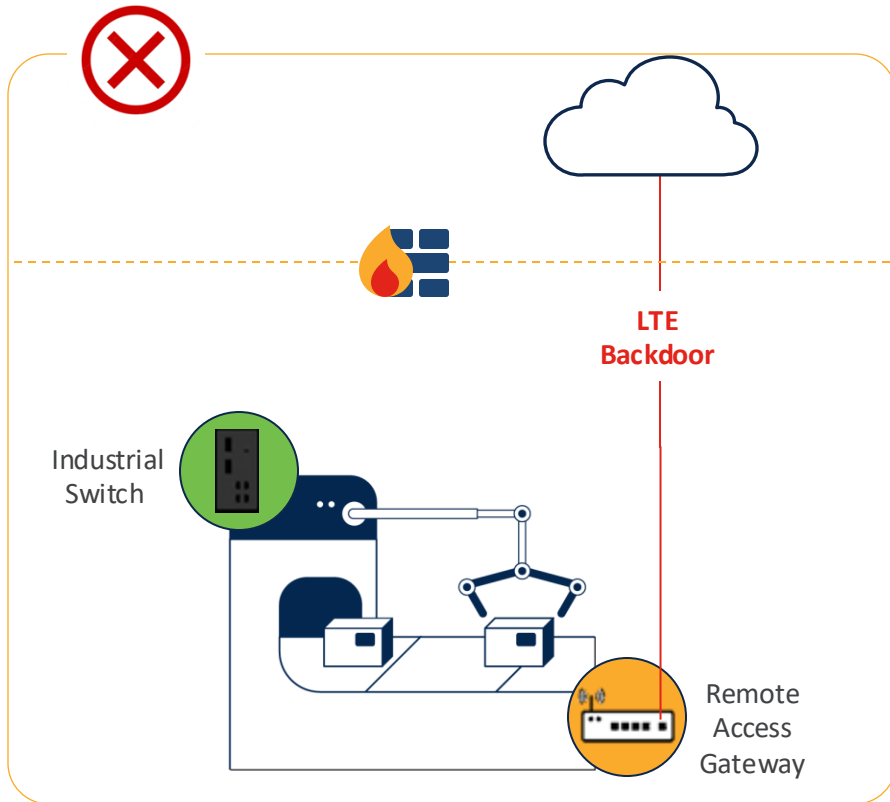 LTE
Backdoor
Industrial
Switch
Remote
Access
Gateway